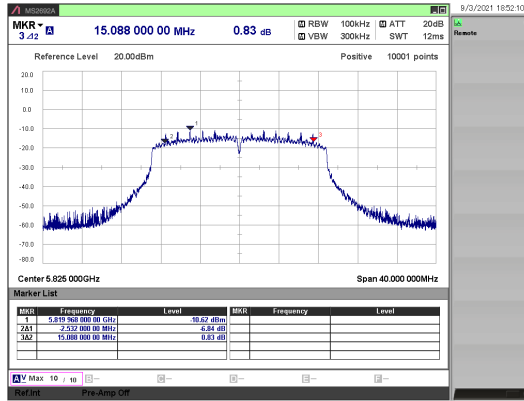 MS2692A
9/3/2021 18:52:10
MKR
3 Δ2 A
15.088 000 00 MHz
0.83 dB
M RBW 100kHz
M ATT 20dB
M VBW 300kHz
SWT 12ms
Remote
Reference Level 20.00dBm
Positive 10001 points
20.0
10.0
0.0
-10.0
-20.0
-30.0
-40.0
-50.0
-60.0
-70.0
-80.0
1
2
3
Center 5.825 000GHz
Span 40.000 000MHz
Marker List
MKR Frequency Level MKR Frequency Level
1 5.819 968 000 00 GHz -10.62 dBm
2Δ1 -2.532 000 00 MHz -6.84 dB
3Δ2 15.088 000 00 MHz 0.83 dB
A V Max 10 / 10 B-- C-- D-- E-- F--
Ref.Int Pre-Amp Off